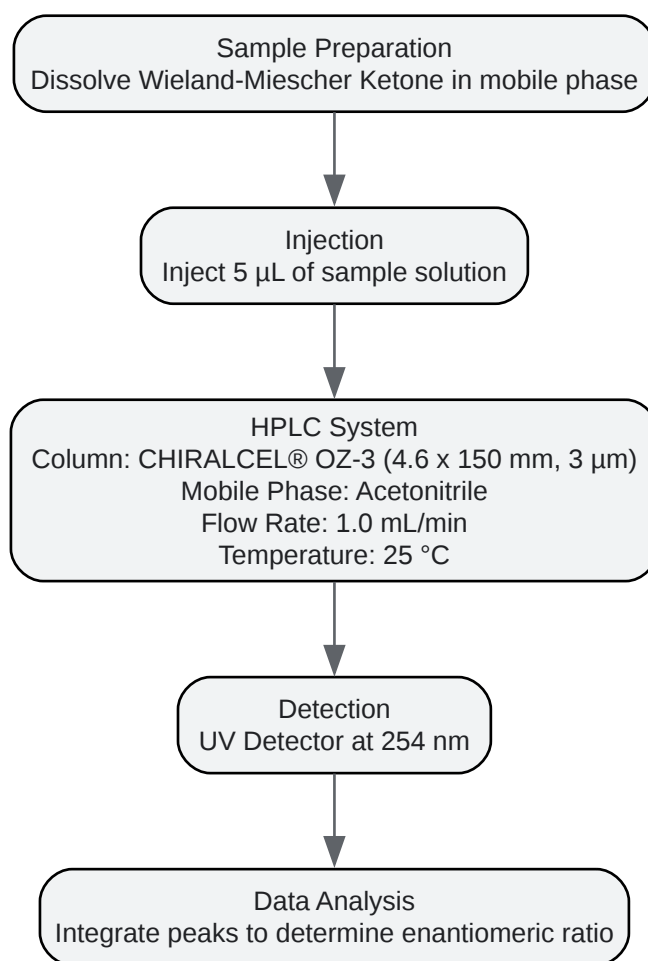 Sample Preparation
Dissolve Wieland-Miescher Ketone in mobile phase
Injection
Inject 5 µL of sample solution
HPLC System
Column: CHIRALCEL® OZ-3 (4.6 x 150 mm, 3 µm)
Mobile Phase: Acetonitrile
Flow Rate: 1.0 mL/min
Temperature: 25 °C
Detection
UV Detector at 254 nm
Data Analysis
Integrate peaks to determine enantiomeric ratio